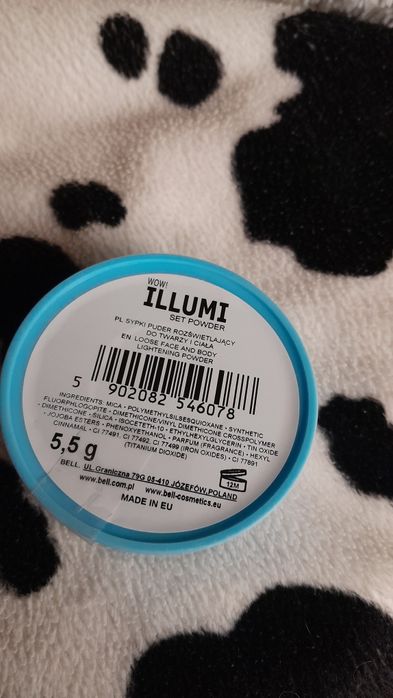 WOW!
ILLUMI
SET POWDER
PL SYPKI PUDER ROZŚWIETLAJĄCY
DO TWARZY I CIAŁA
EN LOOSE FACE AND BODY
LIGHTENING POWDER
5 902082 546078
INGREDIENTS: MICA • POLYMETHYLSILSESQUIOXANE • SYNTHETIC
FLUORPHLOGOPITE • DIMETHICONE/VINYL DIMETHICONE CROSSPOLYMER
• DIMETHICONE • SILICA • ISOCETETH-10 • ETHYLHEXYLGLYCERIN • TIN OXIDE
• JOJOBA ESTERS • PHENOXYETHANOL • PARFUM (FRAGRANCE) • HEXYL
CINNAMAL • CI 77491, CI 77492, CI 77499 (IRON OXIDES) • CI 77891
(TITANIUM DIOXIDE)
5,5 g
BELL, UL.Graniczna 79G 05-410 JÓZEFÓW,POLAND
www.bell.com.pl www.bell-cosmetics.eu
12M
MADE IN EU